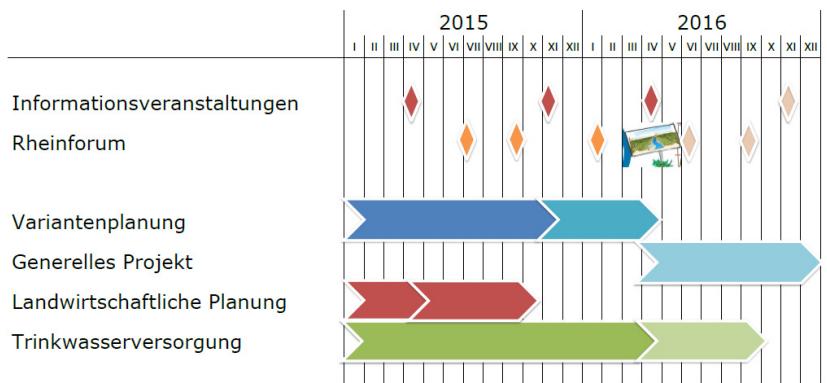 2015 2016
I II III IV V VI VII VIII IX X XI XII I II III IV V VI VII VIII IX X XI XII
Informationsveranstaltungen
Rheinforum
Variantenplanung
Generelles Projekt
Landwirtschaftliche Planung
Trinkwasserversorgung